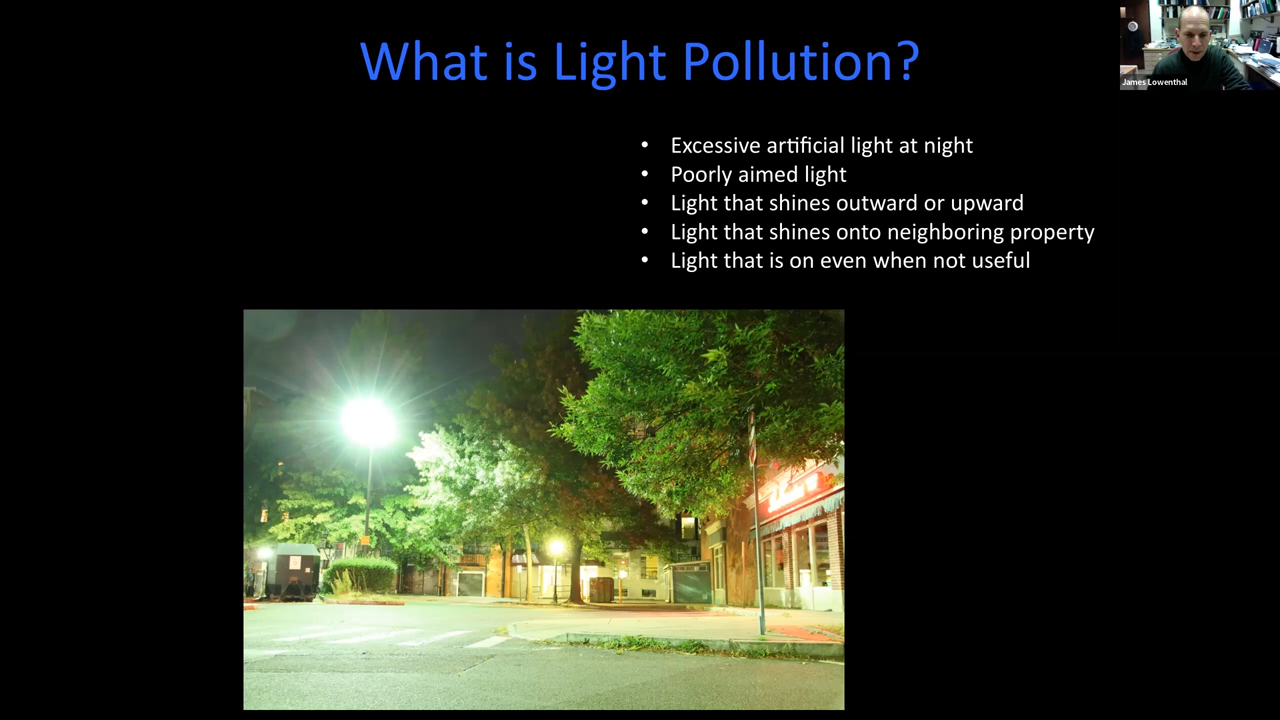 What is Light Pollution?
James Lowenthal
• Excessive artificial light at night
• Poorly aimed light
• Light that shines outward or upward
• Light that shines onto neighboring property
• Light that is on even when not useful